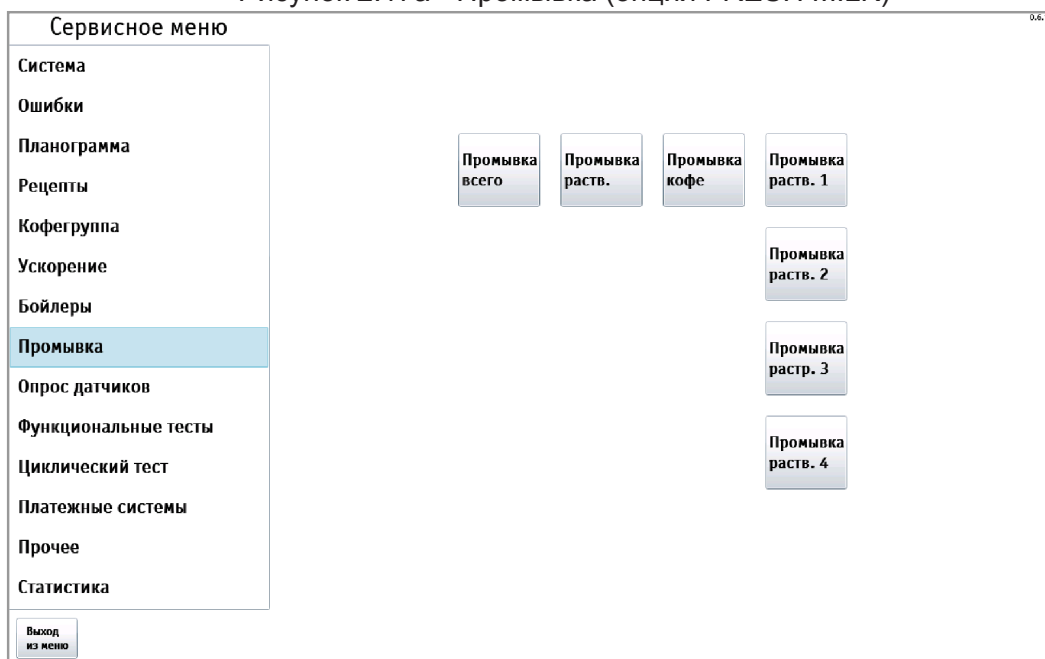 Сервисное меню
0.6.
Система
Ошибки
Планограмма
Рецепты
Кофегруппа
Ускорение
Бойлеры
Промывка
Опрос датчиков
Функциональные тесты
Циклический тест
Платежные системы
Прочее
Статистика
Выход
из меню
Промывка
всего
Промывка
раств.
Промывка
кофе
Промывка
раств. 1
Промывка
раств. 2
Промывка
растр. 3
Промывка
раств. 4